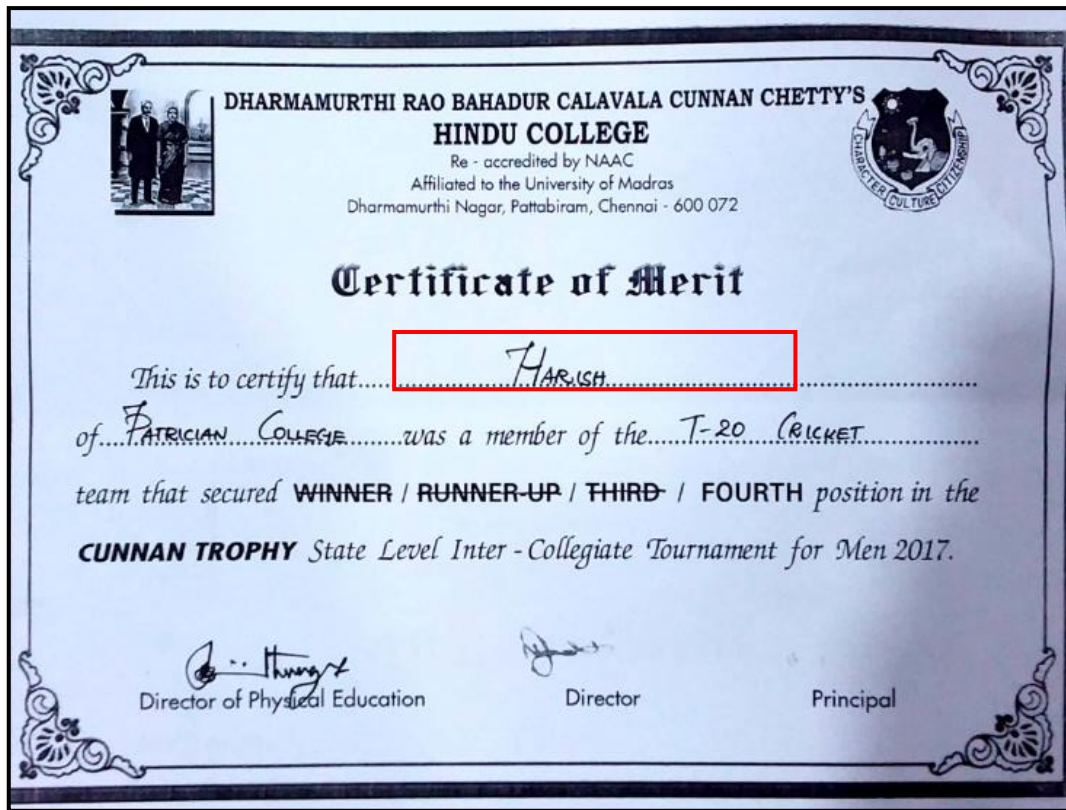 DHARMAMURTHI RAO BAHADUR CALAVALA CUNNAN CHETTY'S
HINDU COLLEGE
Re - accredited by NAAC
Affiliated to the University of Madras
Dharmamurthi Nagar, Pattabiram, Chennai - 600 072
CHARACTER CULTURE CITIZENSHIP
Certificate of Merit
This is to certify that..........HARISH..........
of....PATRICIAN COLLEGE......was a member of the.....T-20 CRICKET..........
team that secured WINNER / RUNNER-UP / THIRD / FOURTH position in the
CUNNAN TROPHY State Level Inter - Collegiate Tournament for Men 2017.
Director of Physical Education Director Principal